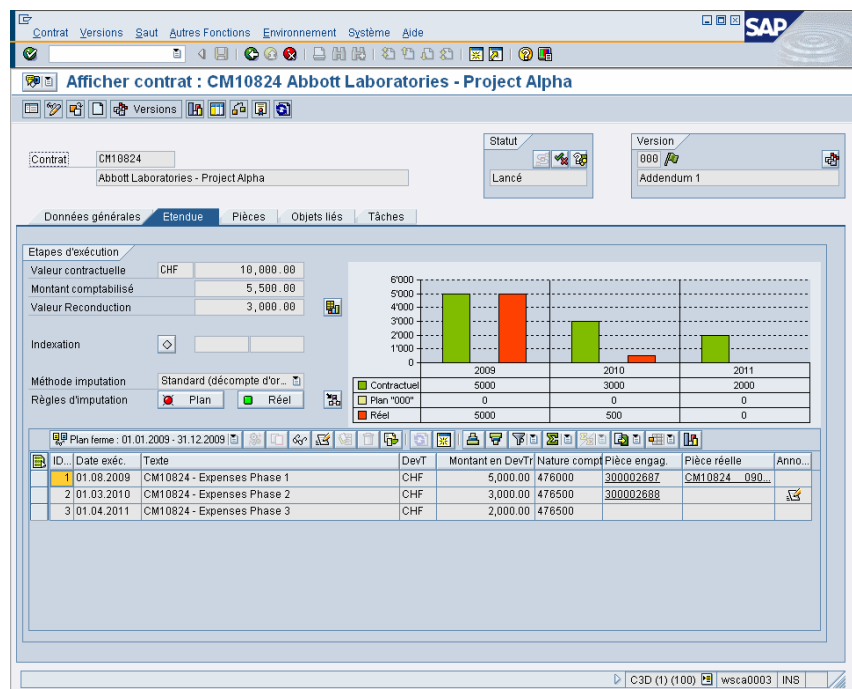 Contrat Versions Saut Autres Fonctions Environnement Système Aide
SAP
Afficher contrat : CM10824 Abbott Laboratories - Project Alpha
Versions
Statut
Version
Contrat CM10824
000
Abbott Laboratories - Project Alpha
Lancé
Addendum 1
Données générales Etendue Pièces Objets liés Tâches
Etapes d'exécution
Valeur contractuelle CHF 10,000.00
Montant comptabilisé 5,500.00
Valeur Reconduction 3,000.00
Indexation
Méthode imputation Standard (décompte d'or...
Règles d'imputation Plan Réel
6'000
5'000
4'000
3'000
2'000
1'000
0
2009 2010 2011
Contractuel 5000 3000 2000
Plan "000" 0 0 0
Réel 5000 500 0
Plan ferme : 01.01.2009 - 31.12.2009
ID... Date exéc. Texte DevT Montant en DevTr Nature compt Pièce engag. Pièce réelle Anno...
1 01.08.2009 CM10824 - Expenses Phase 1 CHF 5,000.00 476000 300002687 CM10824 090...
2 01.03.2010 CM10824 - Expenses Phase 2 CHF 3,000.00 476500 300002688
3 01.04.2011 CM10824 - Expenses Phase 3 CHF 2,000.00 476500
C3D (1) (100) wsca0003 INS